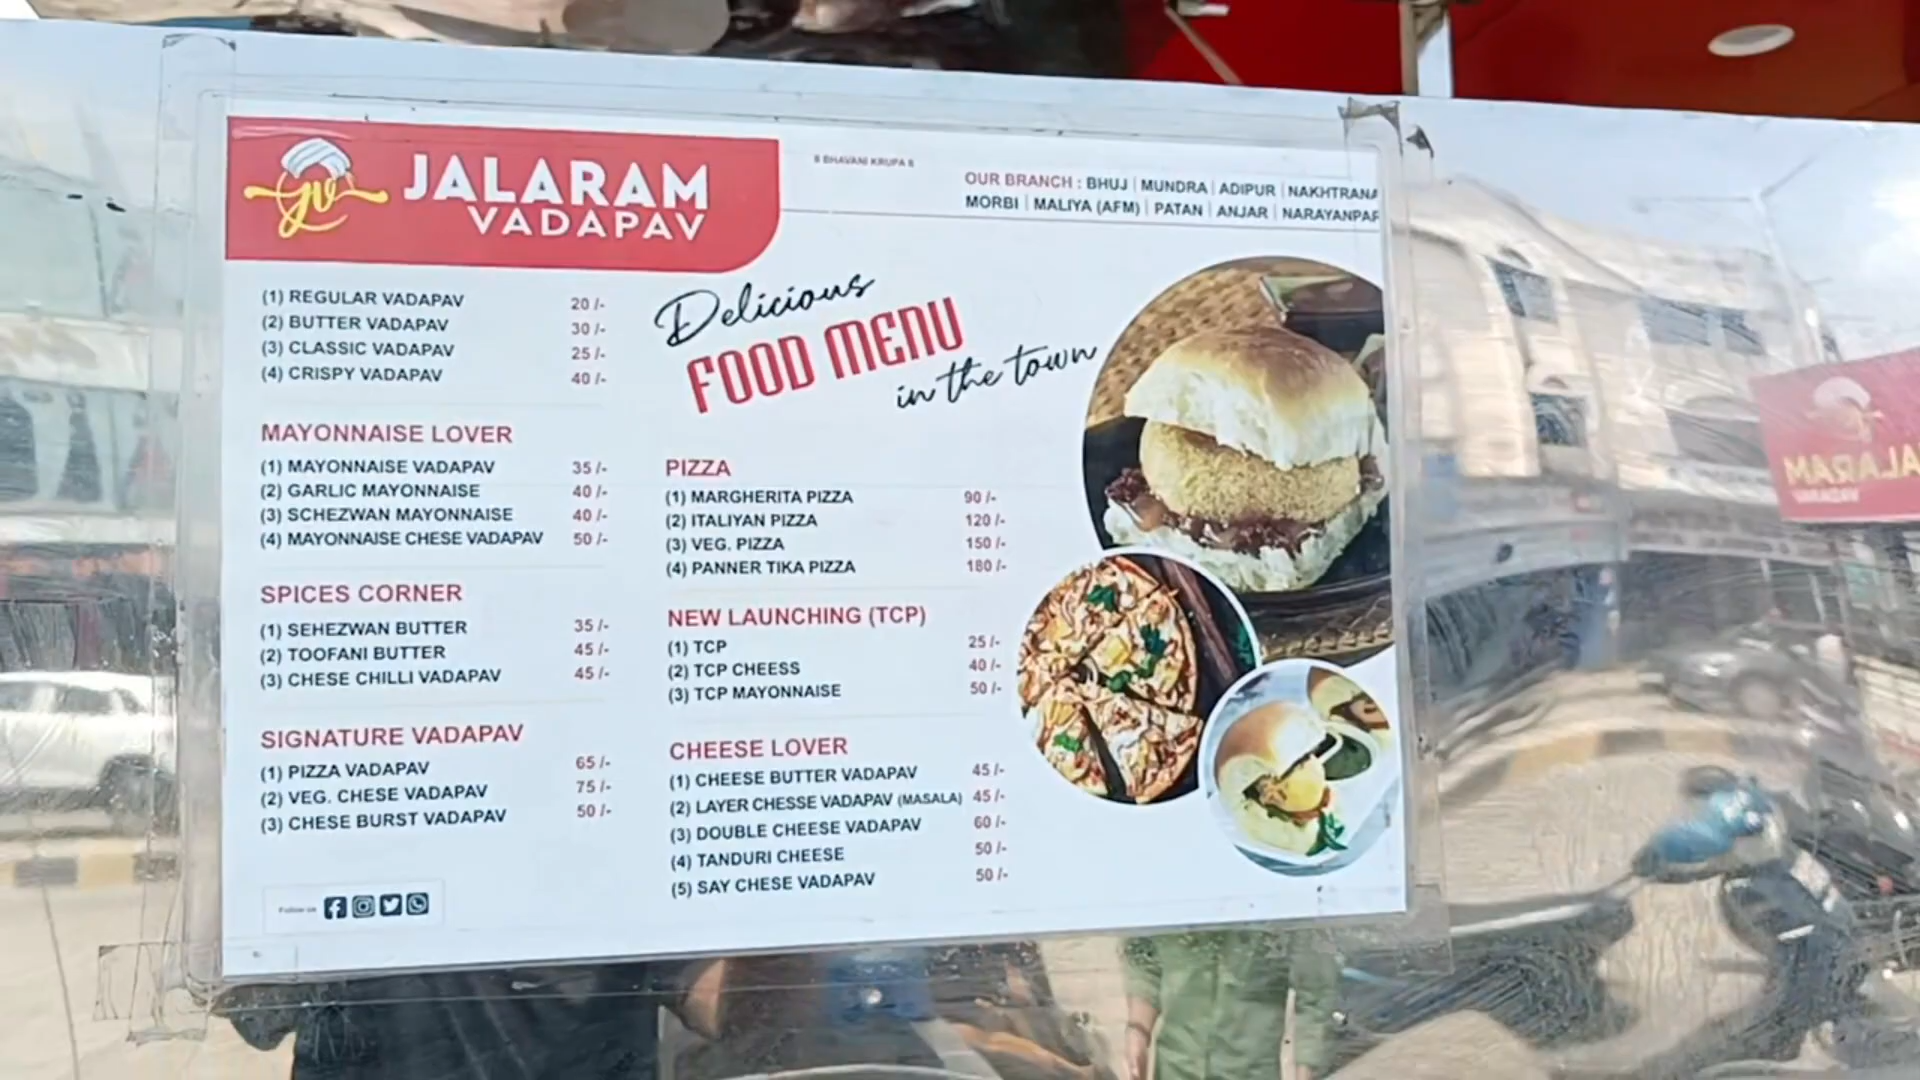 JALARAM
VADAPAV
|| BHAVANI KRUPA ||
OUR BRANCH : BHUJ | MUNDRA | ADIPUR | NAKHTRANA
MORBI | MALIYA (AFM) | PATAN | ANJAR | NARAYANPAR
Delicious
FOOD MENU
in the town
(1) REGULAR VADAPAV 20 /-
(2) BUTTER VADAPAV 30 /-
(3) CLASSIC VADAPAV 25 /-
(4) CRISPY VADAPAV 40 /-
MAYONNAISE LOVER
(1) MAYONNAISE VADAPAV 35 /-
(2) GARLIC MAYONNAISE 40 /-
(3) SCHEZWAN MAYONNAISE 40 /-
(4) MAYONNAISE CHESE VADAPAV 50 /-
SPICES CORNER
(1) SEHEZWAN BUTTER 35 /-
(2) TOOFANI BUTTER 45 /-
(3) CHESE CHILLI VADAPAV 45 /-
SIGNATURE VADAPAV
(1) PIZZA VADAPAV 65 /-
(2) VEG. CHESE VADAPAV 75 /-
(3) CHESE BURST VADAPAV 50 /-
Follow us
PIZZA
(1) MARGHERITA PIZZA 90 /-
(2) ITALIYAN PIZZA 120 /-
(3) VEG. PIZZA 150 /-
(4) PANNER TIKA PIZZA 180 /-
NEW LAUNCHING (TCP)
(1) TCP 25 /-
(2) TCP CHEESS 40 /-
(3) TCP MAYONNAISE 50 /-
CHEESE LOVER
(1) CHEESE BUTTER VADAPAV 45 /-
(2) LAYER CHESSE VADAPAV (MASALA) 45 /-
(3) DOUBLE CHEESE VADAPAV 60 /-
(4) TANDURI CHEESE 50 /-
(5) SAY CHESE VADAPAV 50 /-
JALARAM
VADAPAV